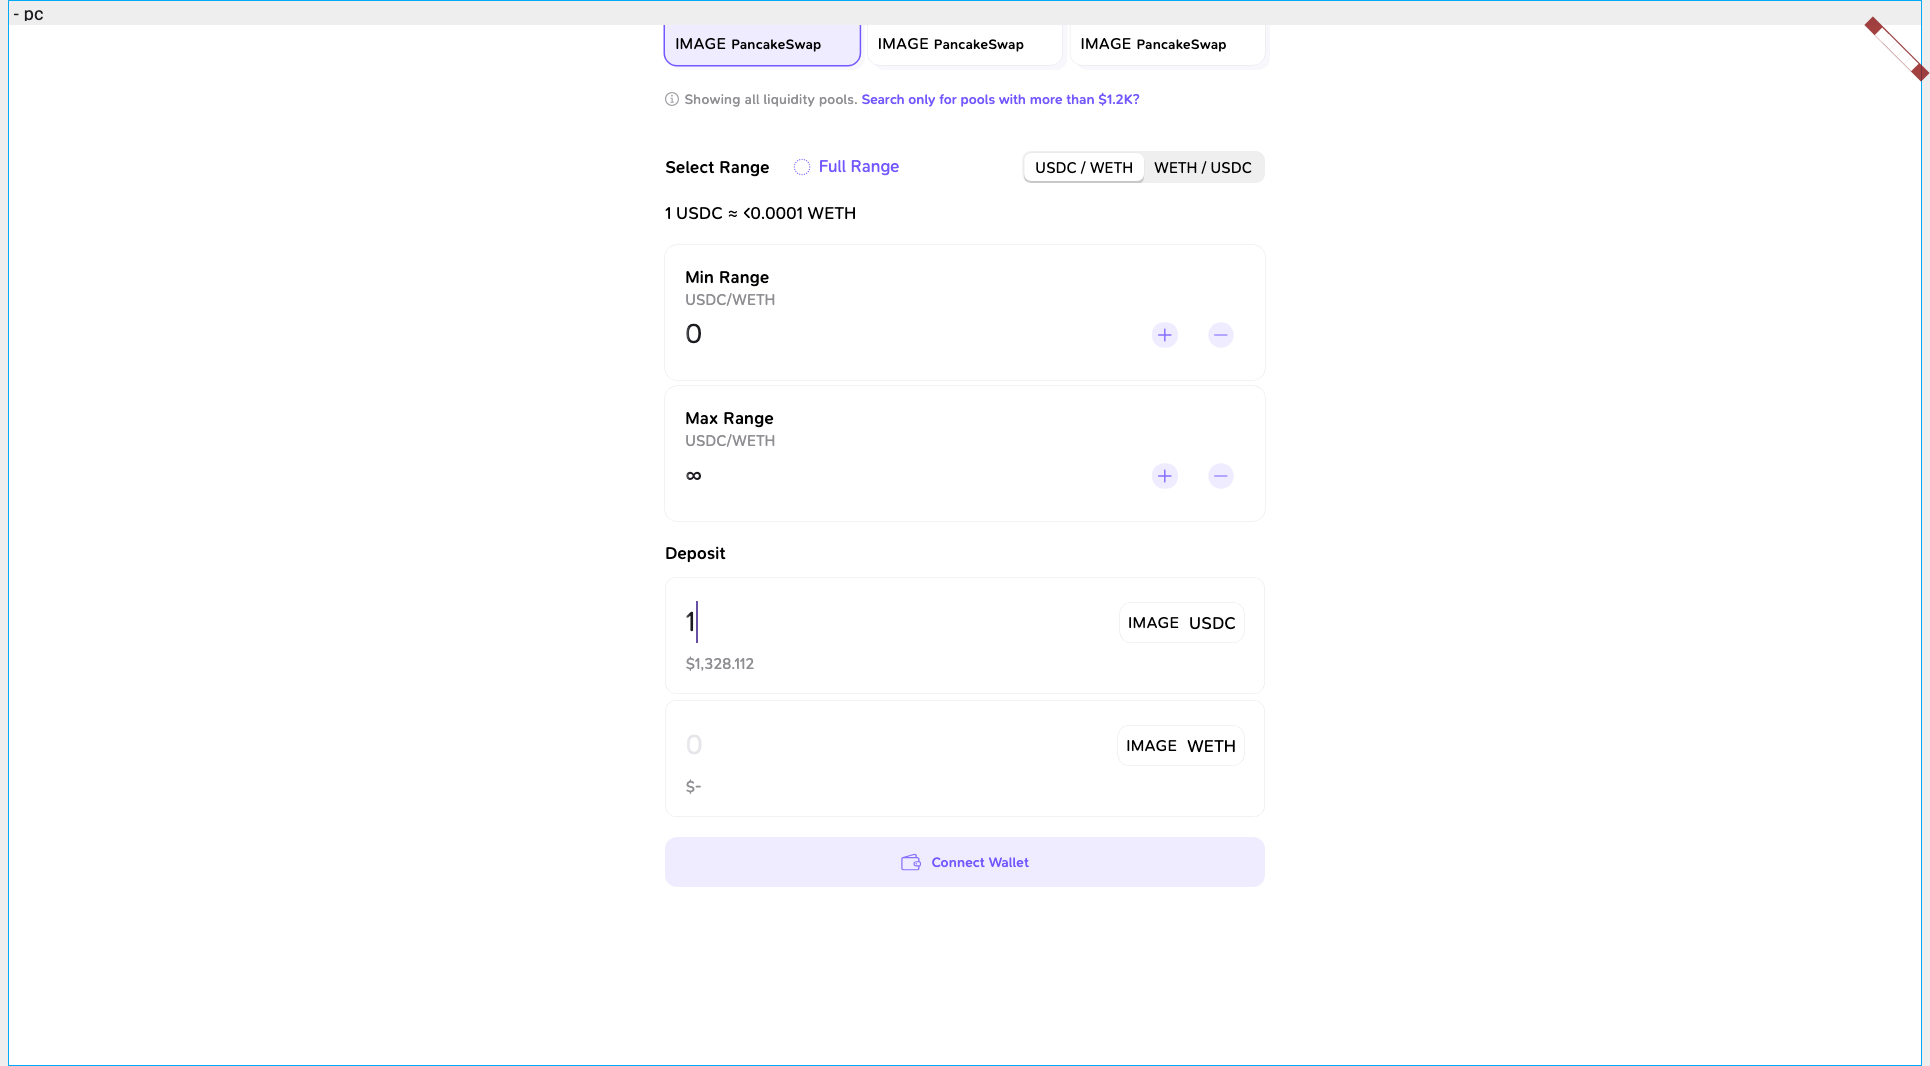 - pc
IMAGE PancakeSwap
IMAGE PancakeSwap
IMAGE PancakeSwap
Showing all liquidity pools. Search only for pools with more than $1.2K?
Select Range
Full Range
USDC / WETH
WETH / USDC
1 USDC ≈ <0.0001 WETH
Min Range
USDC/WETH
0
Max Range
USDC/WETH
∞
Deposit
1
IMAGE USDC
$1,328.112
0
IMAGE WETH
$-
Connect Wallet